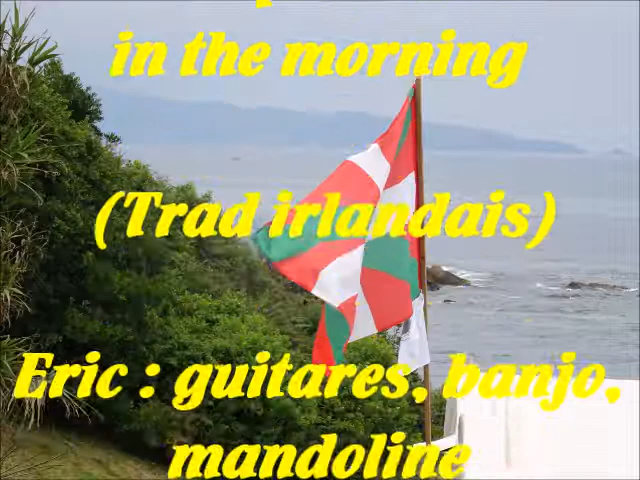 in the morning
(Trad irlandais)
Eric : guitares, banjo,
mandoline